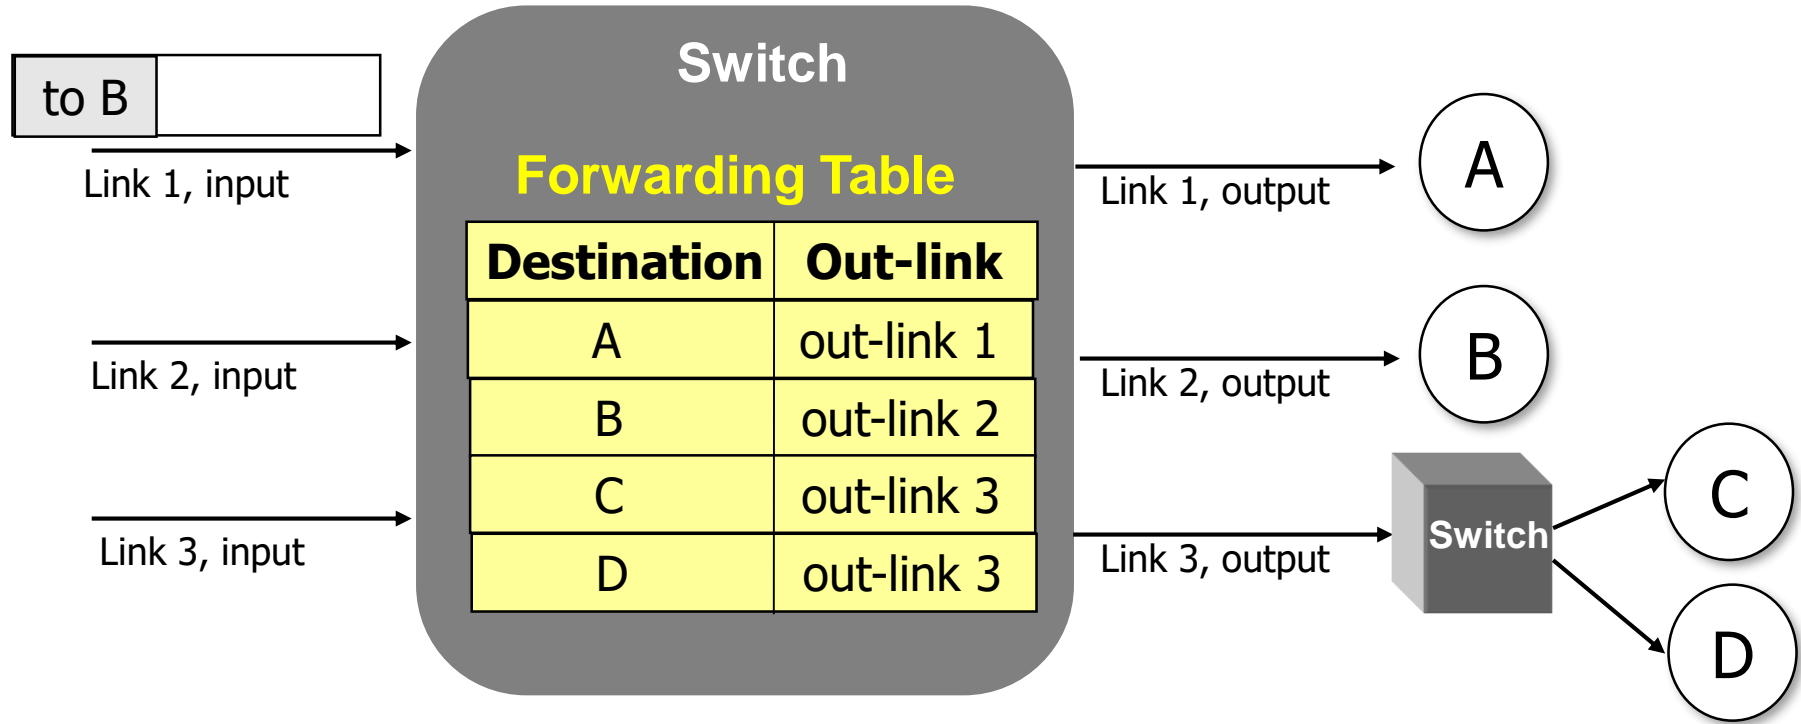 Switch
to B
Link 1, input
Link 2, input
Link 3, input
Forwarding Table
Destination Out-link
A out-link 1
B out-link 2
C out-link 3
D out-link 3
Link 1, output
A
Link 2, output
B
Link 3, output
Switch
C
D